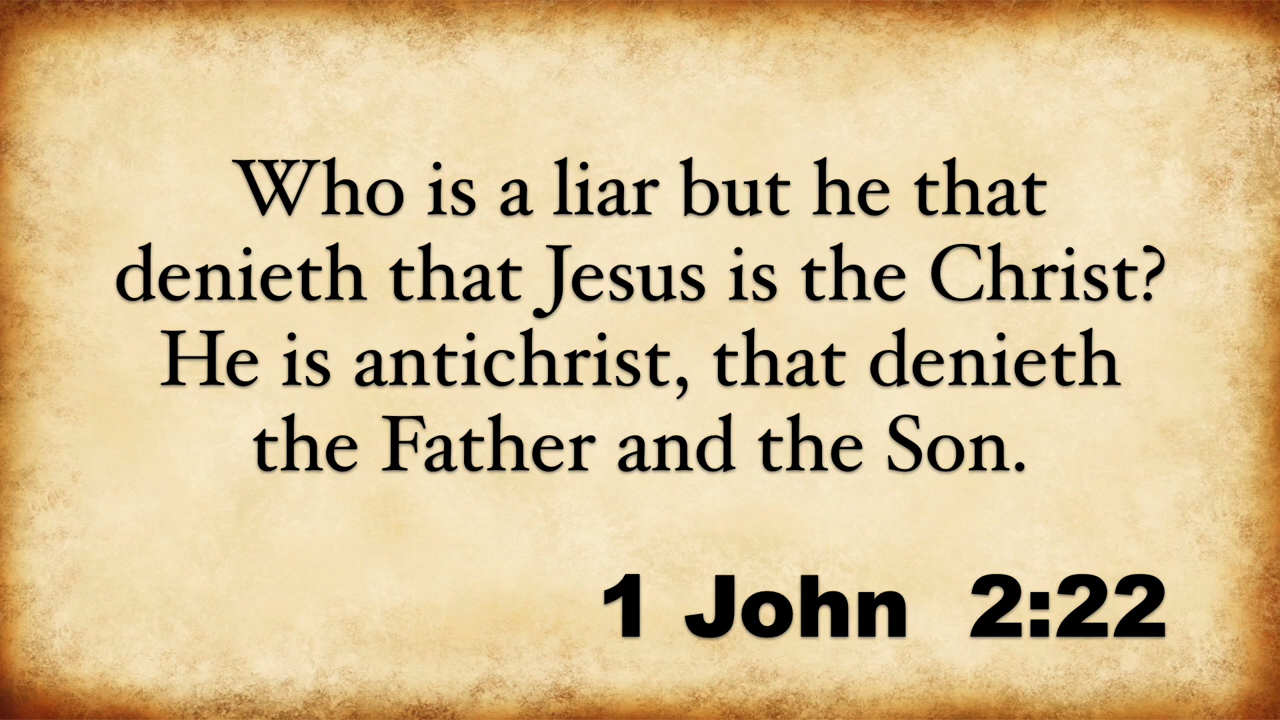 Who is a liar but he that
denieth that Jesus is the Christ?
He is antichrist, that denieth
the Father and the Son.
1 John 2:22